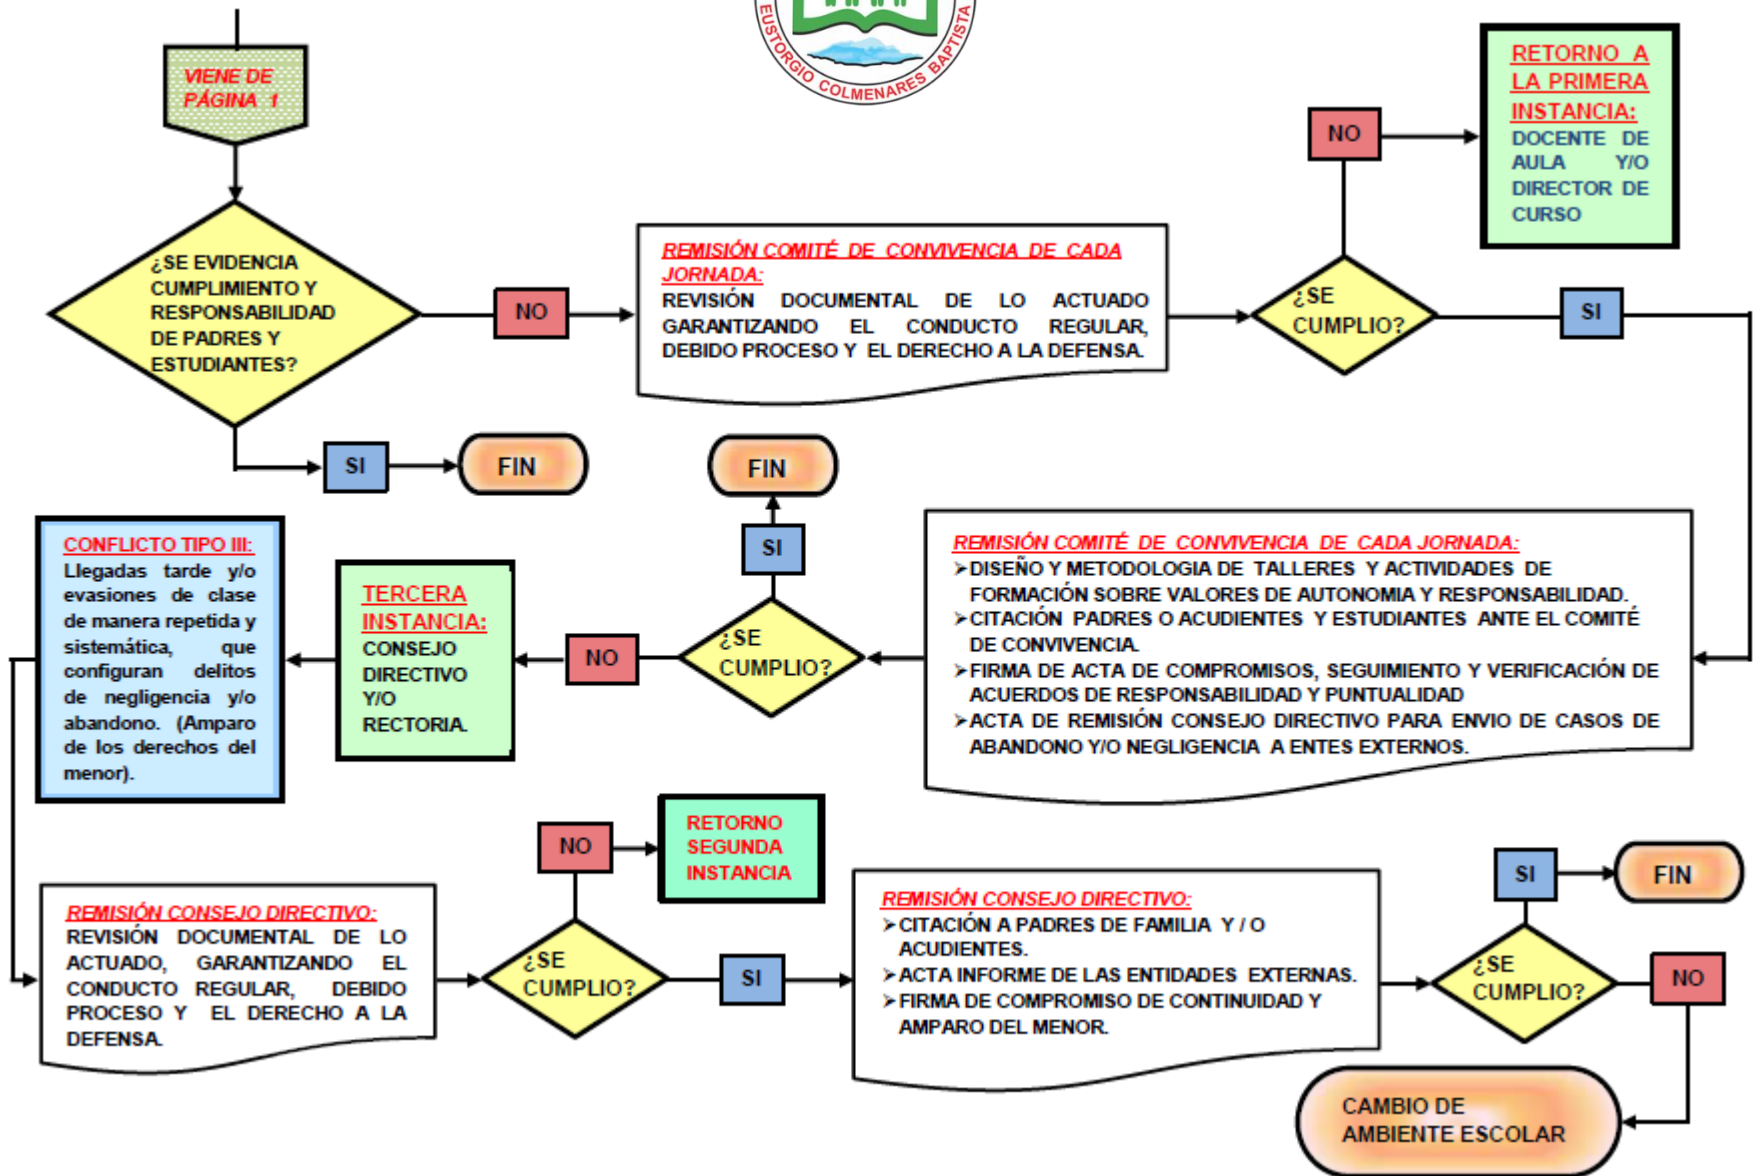 EUSTORGIO COLMENARES BAPTISTA
VIENE DE
PÁGINA 1
RETORNO A
LA PRIMERA
INSTANCIA:
DOCENTE DE
AULA Y/O
DIRECTOR DE
CURSO
NO
¿SE EVIDENCIA
CUMPLIMIENTO Y
RESPONSABILIDAD
DE PADRES Y
ESTUDIANTES?
NO
REMISIÓN COMITÉ DE CONVIVENCIA DE CADA
JORNADA:
REVISIÓN DOCUMENTAL DE LO ACTUADO
GARANTIZANDO EL CONDUCTO REGULAR,
DEBIDO PROCESO Y EL DERECHO A LA DEFENSA.
¿SE
CUMPLIO?
SI
SI
FIN
FIN
SI
REMISIÓN COMITÉ DE CONVIVENCIA DE CADA JORNADA:
➢DISEÑO Y METODOLOGIA DE TALLERES Y ACTIVIDADES DE
FORMACIÓN SOBRE VALORES DE AUTONOMIA Y RESPONSABILIDAD.
➢CITACIÓN PADRES O ACUDIENTES Y ESTUDIANTES ANTE EL COMITÉ
DE CONVIVENCIA.
➢FIRMA DE ACTA DE COMPROMISOS, SEGUIMIENTO Y VERIFICACIÓN DE
ACUERDOS DE RESPONSABILIDAD Y PUNTUALIDAD
➢ACTA DE REMISIÓN CONSEJO DIRECTIVO PARA ENVIO DE CASOS DE
ABANDONO Y/O NEGLIGENCIA A ENTES EXTERNOS.
¿SE
CUMPLIO?
NO
TERCERA
INSTANCIA:
CONSEJO
DIRECTIVO
Y/O
RECTORIA.
CONFLICTO TIPO III:
Llegadas tarde y/o
evasiones de clase
de manera repetida y
sistemática, que
configuran delitos
de negligencia y/o
abandono. (Amparo
de los derechos del
menor).
REMISIÓN CONSEJO DIRECTIVO:
REVISIÓN DOCUMENTAL DE LO
ACTUADO, GARANTIZANDO EL
CONDUCTO REGULAR, DEBIDO
PROCESO Y EL DERECHO A LA
DEFENSA.
¿SE
CUMPLIO?
NO
RETORNO
SEGUNDA
INSTANCIA
SI
REMISIÓN CONSEJO DIRECTIVO:
➢CITACIÓN A PADRES DE FAMILIA Y / O
ACUDIENTES.
➢ACTA INFORME DE LAS ENTIDADES EXTERNAS.
➢FIRMA DE COMPROMISO DE CONTINUIDAD Y
AMPARO DEL MENOR.
¿SE
CUMPLIO?
SI
FIN
NO
CAMBIO DE
AMBIENTE ESCOLAR